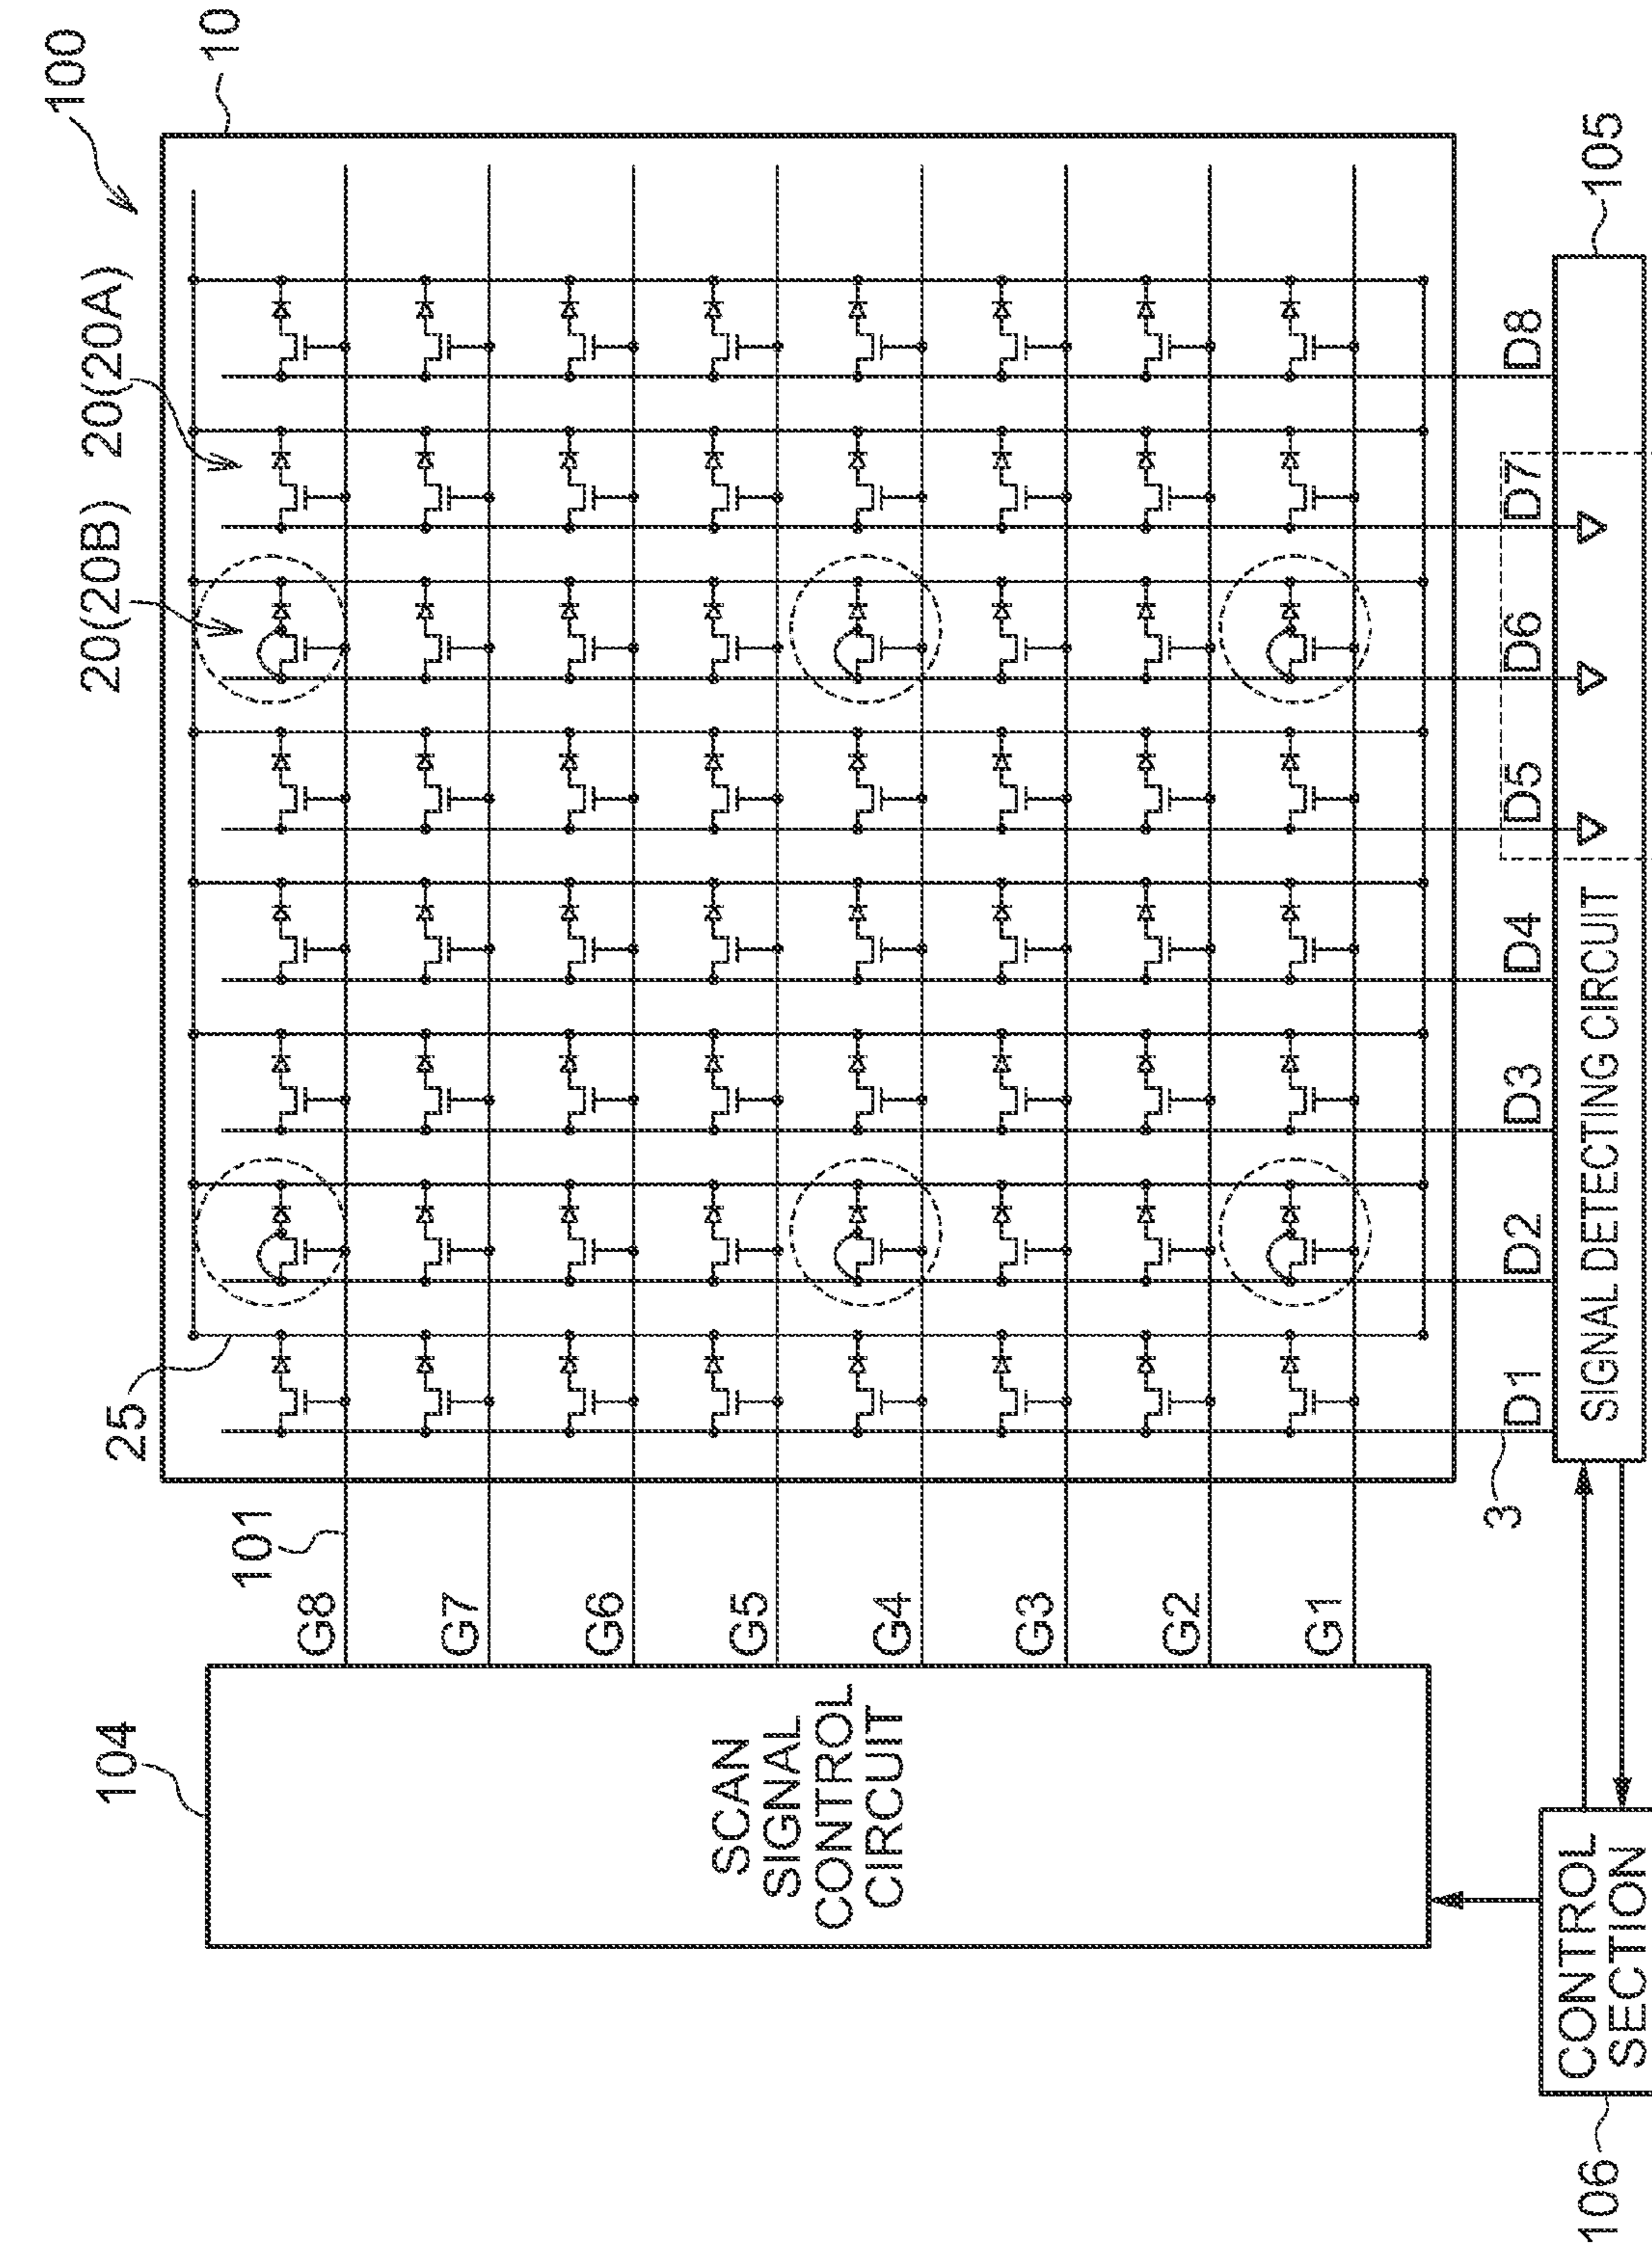 100
10
20(20B)
20(20A)
25
101
104
G8
G7
G6
G5
G4
G3
G2
G1
SCAN
SIGNAL
CONTROL
CIRCUIT
D1
D2
D3
D4
D5
D6
D7
D8
3
105
SIGNAL DETECTING CIRCUIT
CONTROL
SECTION
106